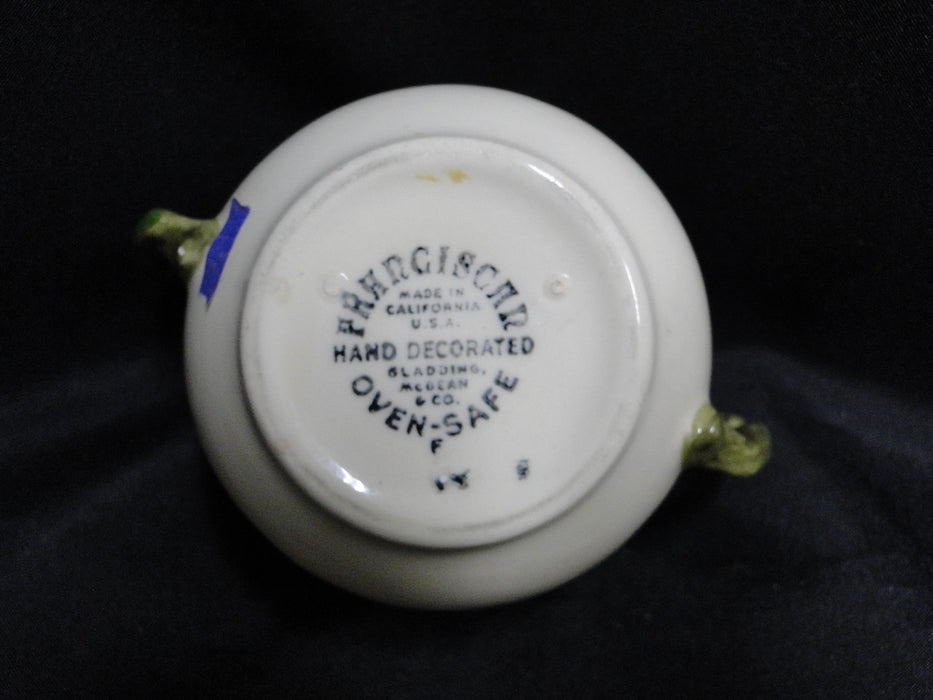 FRANCISCAN
MADE IN
CALIFORNIA
U.S.A.
HAND DECORATED
GLADDING,
McBEAN
& CO.
OVEN-SAFE
F